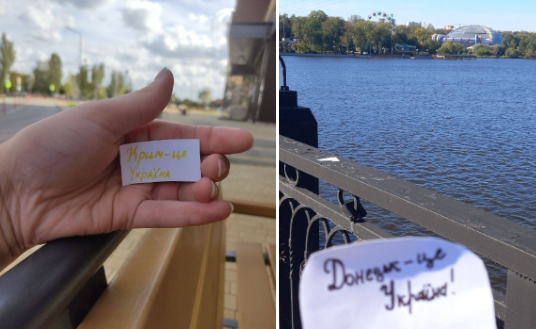 Крим-це
Україна
Донецьк-це
Україна!